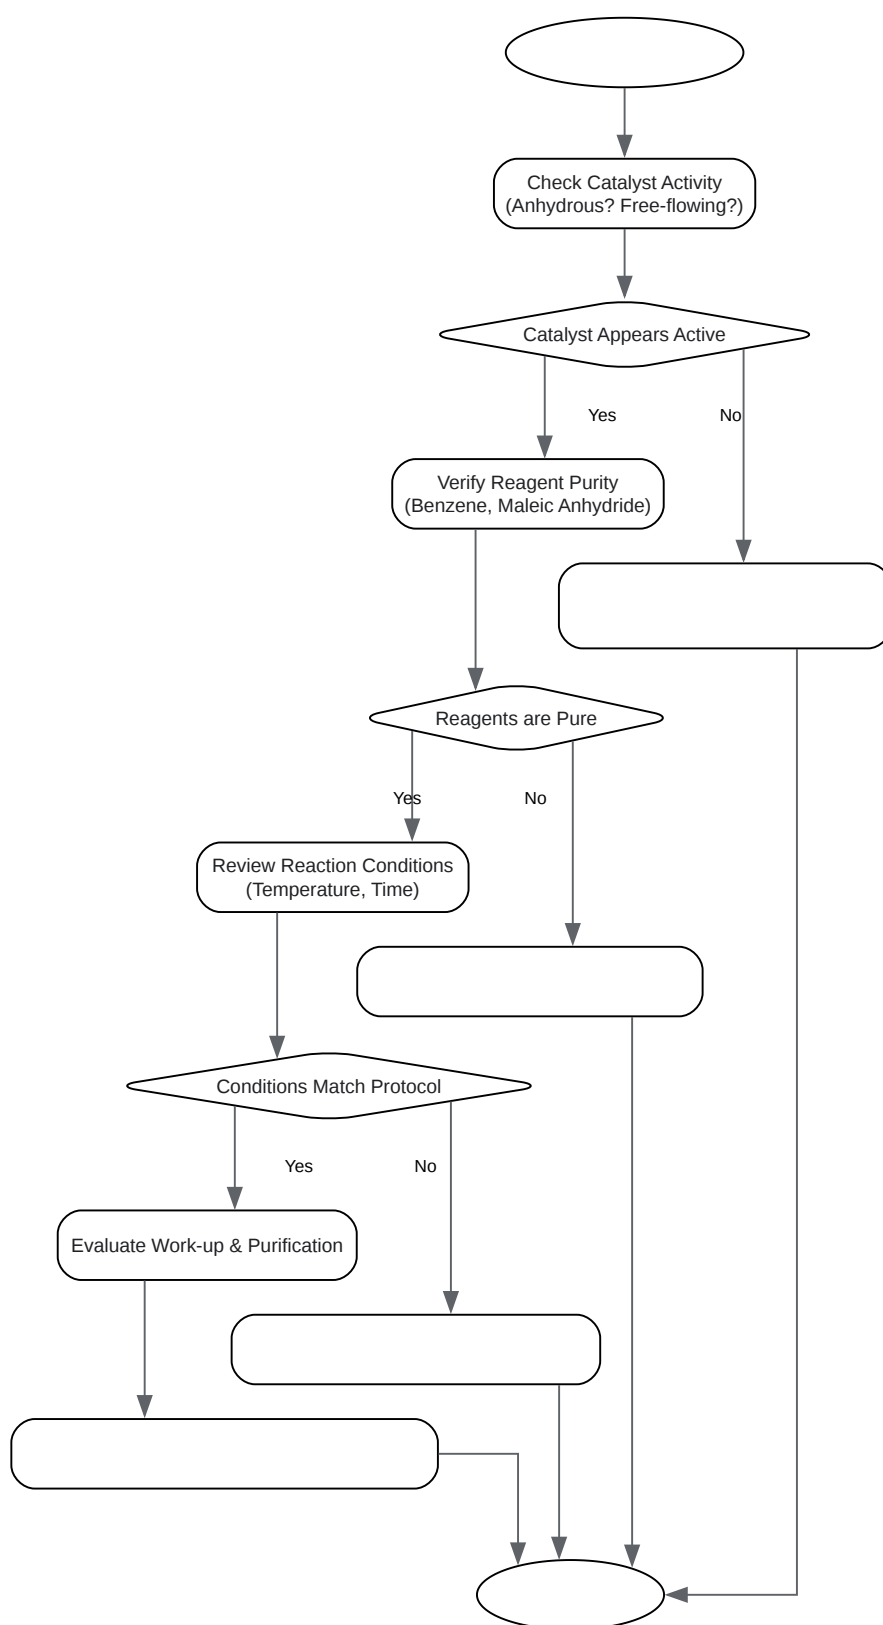 Check Catalyst Activity
(Anhydrous? Free-flowing?)
Catalyst Appears Active
Yes
No
Verify Reagent Purity
(Benzene, Maleic Anhydride)
Reagents are Pure
Yes
No
Review Reaction Conditions
(Temperature, Time)
Conditions Match Protocol
Yes
No
Evaluate Work-up & Purification